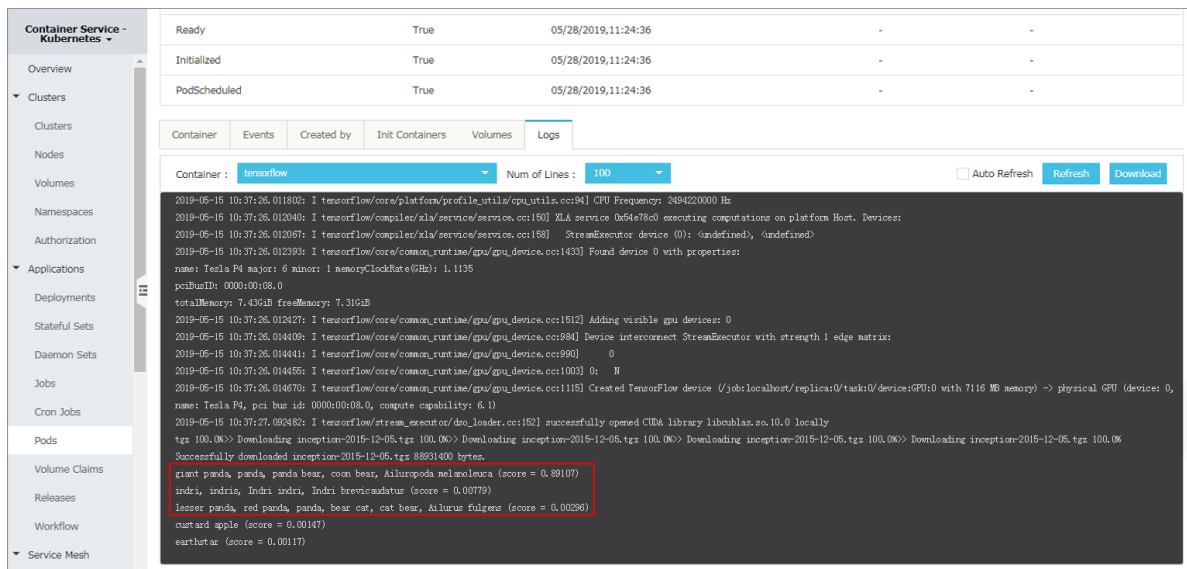 Container Service -
Kubernetes
Overview
Clusters
Clusters
Nodes
Volumes
Namespaces
Authorization
Applications
Deployments
Stateful Sets
Daemon Sets
Jobs
Cron Jobs
Pods
Volume Claims
Releases
Workflow
Service Mesh
Ready True 05/28/2019,11:24:36 - -
Initialized True 05/28/2019,11:24:36 - -
PodScheduled True 05/28/2019,11:24:36 - -
Container Events Created by Init Containers Volumes Logs
Container : tensorflow Num of Lines : 100 Auto Refresh Refresh Download
2019-05-15 10:37:26.011802: I tensorflow/core/platform/profile_utils/cpu_utils.cc:94] CPU Frequency: 2494220000 Hz
2019-05-15 10:37:26.012040: I tensorflow/compiler/xla/service/service.cc:150] XLA service 0x54e78c0 executing computations on platform Host. Devices:
2019-05-15 10:37:26.012067: I tensorflow/compiler/xla/service/service.cc:158] StreamExecutor device (0): <undefined>, <undefined>
2019-05-15 10:37:26.012393: I tensorflow/core/common_runtime/gpu/gpu_device.cc:1433] Found device 0 with properties:
name: Tesla P4 major: 6 minor: 1 memoryClockRate(GHz): 1.1135
pciBusID: 0000:00:08.0
totalMemory: 7.43GiB freeMemory: 7.31GiB
2019-05-15 10:37:26.012427: I tensorflow/core/common_runtime/gpu/gpu_device.cc:1512] Adding visible gpu devices: 0
2019-05-15 10:37:26.014409: I tensorflow/core/common_runtime/gpu/gpu_device.cc:984] Device interconnect StreamExecutor with strength 1 edge matrix:
2019-05-15 10:37:26.014441: I tensorflow/core/common_runtime/gpu/gpu_device.cc:990] 0
2019-05-15 10:37:26.014455: I tensorflow/core/common_runtime/gpu/gpu_device.cc:1003] 0: N
2019-05-15 10:37:26.014670: I tensorflow/core/common_runtime/gpu/gpu_device.cc:1115] Created TensorFlow device (/job:localhost/replica:0/task:0/device:GPU:0 with 7116 MB memory) -> physical GPU (device: 0,
name: Tesla P4, pci bus id: 0000:00:08.0, compute capability: 6.1)
2019-05-15 10:37:27.092482: I tensorflow/stream_executor/dso_loader.cc:152] successfully opened CUDA library libcublas.so.10.0 locally
tgz 100.0%>> Downloading inception-2015-12-05.tgz 100.0%>> Downloading inception-2015-12-05.tgz 100.0%>> Downloading inception-2015-12-05.tgz 100.0%>> Downloading inception-2015-12-05.tgz 100.0%
Successfully downloaded inception-2015-12-05.tgz 88931400 bytes.
giant panda, panda, panda bear, coon bear, Ailuropoda melanoleuca (score = 0.89107)
indri, indris, Indri indri, Indri brevicaudatus (score = 0.00779)
lesser panda, red panda, panda, bear cat, cat bear, Ailurus fulgens (score = 0.00296)
custard apple (score = 0.00147)
earthstar (score = 0.00117)